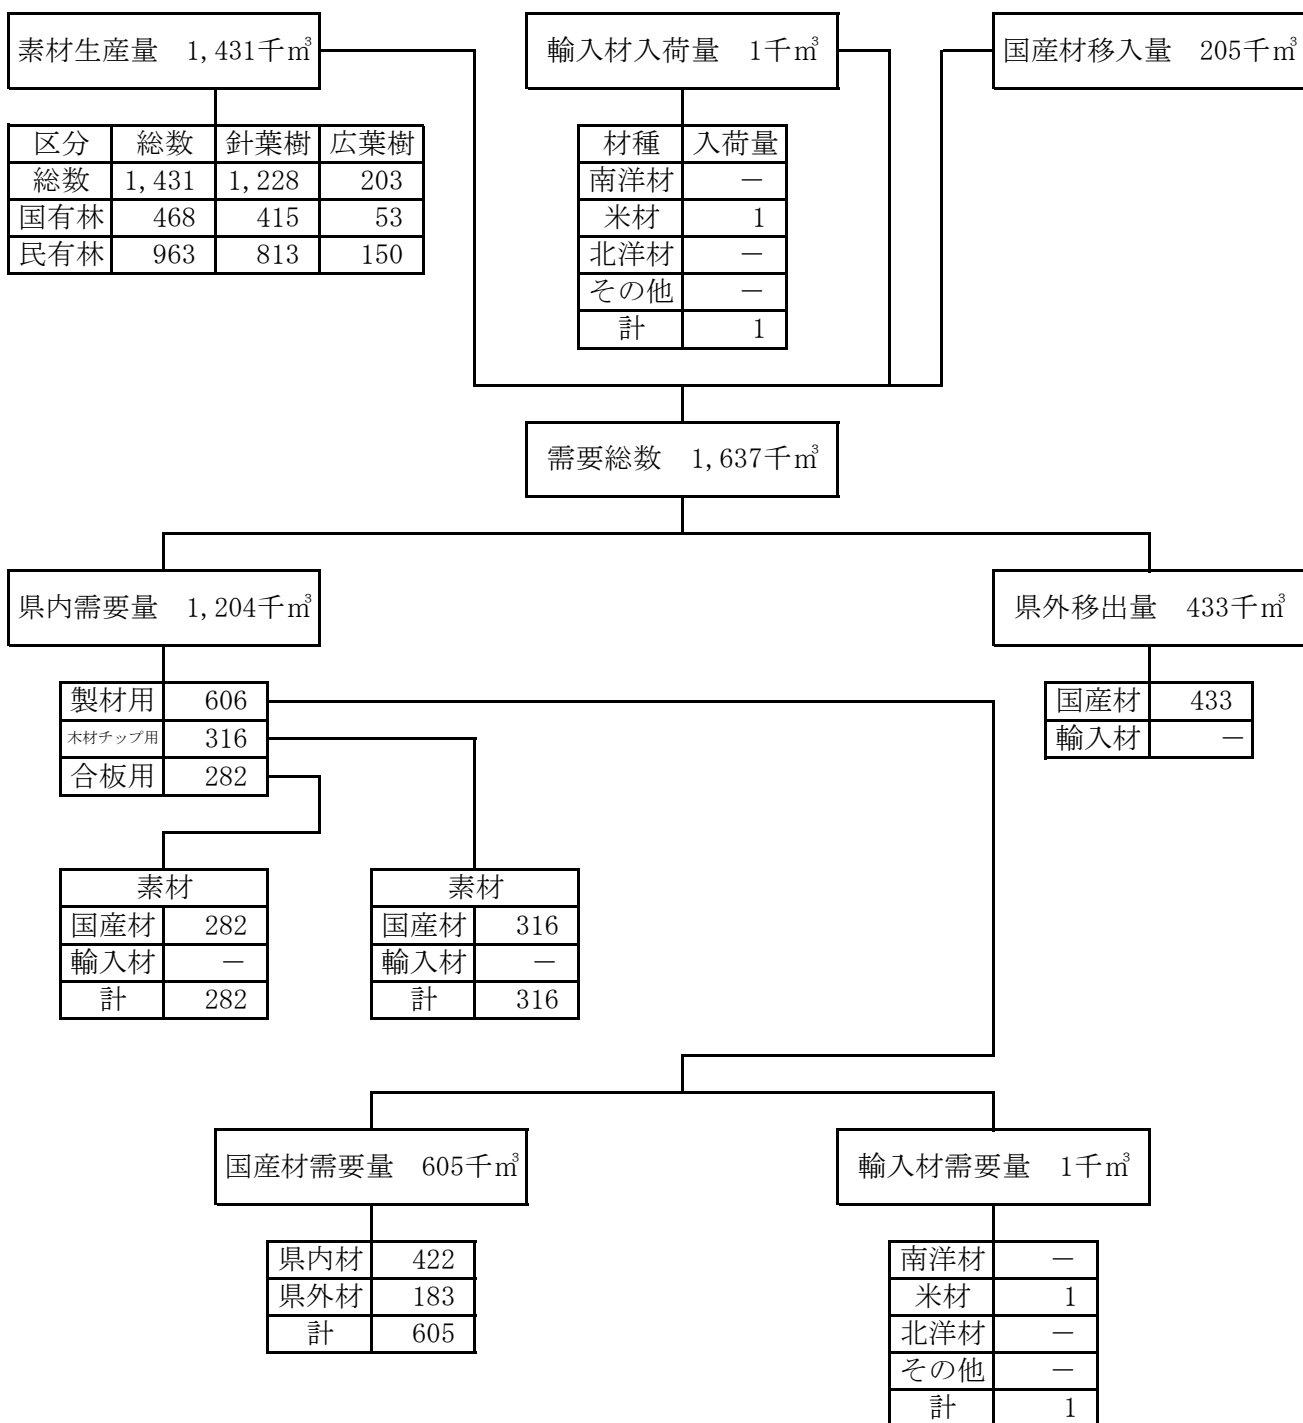 素材生産量　1,431千㎥
輸入材入荷量　1千㎥
国産材移入量　205千㎥
区分 総数 針葉樹 広葉樹
総数 1,431 1,228 203
国有林 468 415 53
民有林 963 813 150
材種 入荷量
南洋材 －
米材 1
北洋材 －
その他 －
計 1
需要総数　1,637千㎥
県内需要量　1,204千㎥
県外移出量　433千㎥
製材用 606
木材チップ用 316
合板用 282
国産材 433
輸入材 －
素材
国産材 282
輸入材 －
計 282
素材
国産材 316
輸入材 －
計 316
国産材需要量　605千㎥
輸入材需要量　1千㎥
県内材 422
県外材 183
計 605
南洋材 －
米材 1
北洋材 －
その他 －
計 1